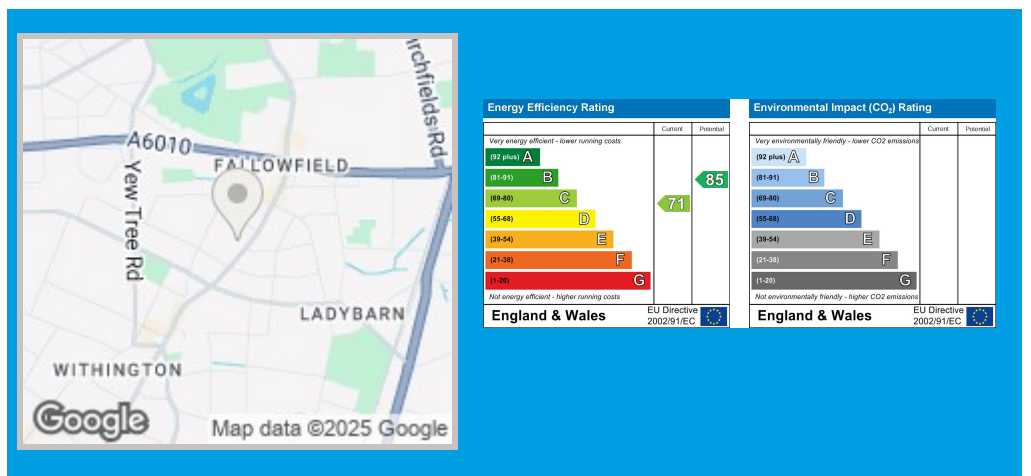 irchfields Rd
A6010
FALLOWFIELD
Yew Tree Rd
LADYBARN
WITHINGTON
Google
Map data ©2025 Google
Energy Efficiency Rating
Current Potential
Very energy efficient - lower running costs
(92 plus) A
(81-91) B
(69-80) C
(55-68) D
(39-54) E
(21-38) F
(1-20) G
85
71
Not energy efficient - higher running costs
England & Wales
EU Directive
2002/91/EC
Environmental Impact (CO₂) Rating
Current Potential
Very environmentally friendly - lower CO2 emissions
(92 plus) A
(81-91) B
(69-80) C
(55-68) D
(39-54) E
(21-38) F
(1-20) G
Not environmentally friendly - higher CO2 emissions
England & Wales
EU Directive
2002/91/EC